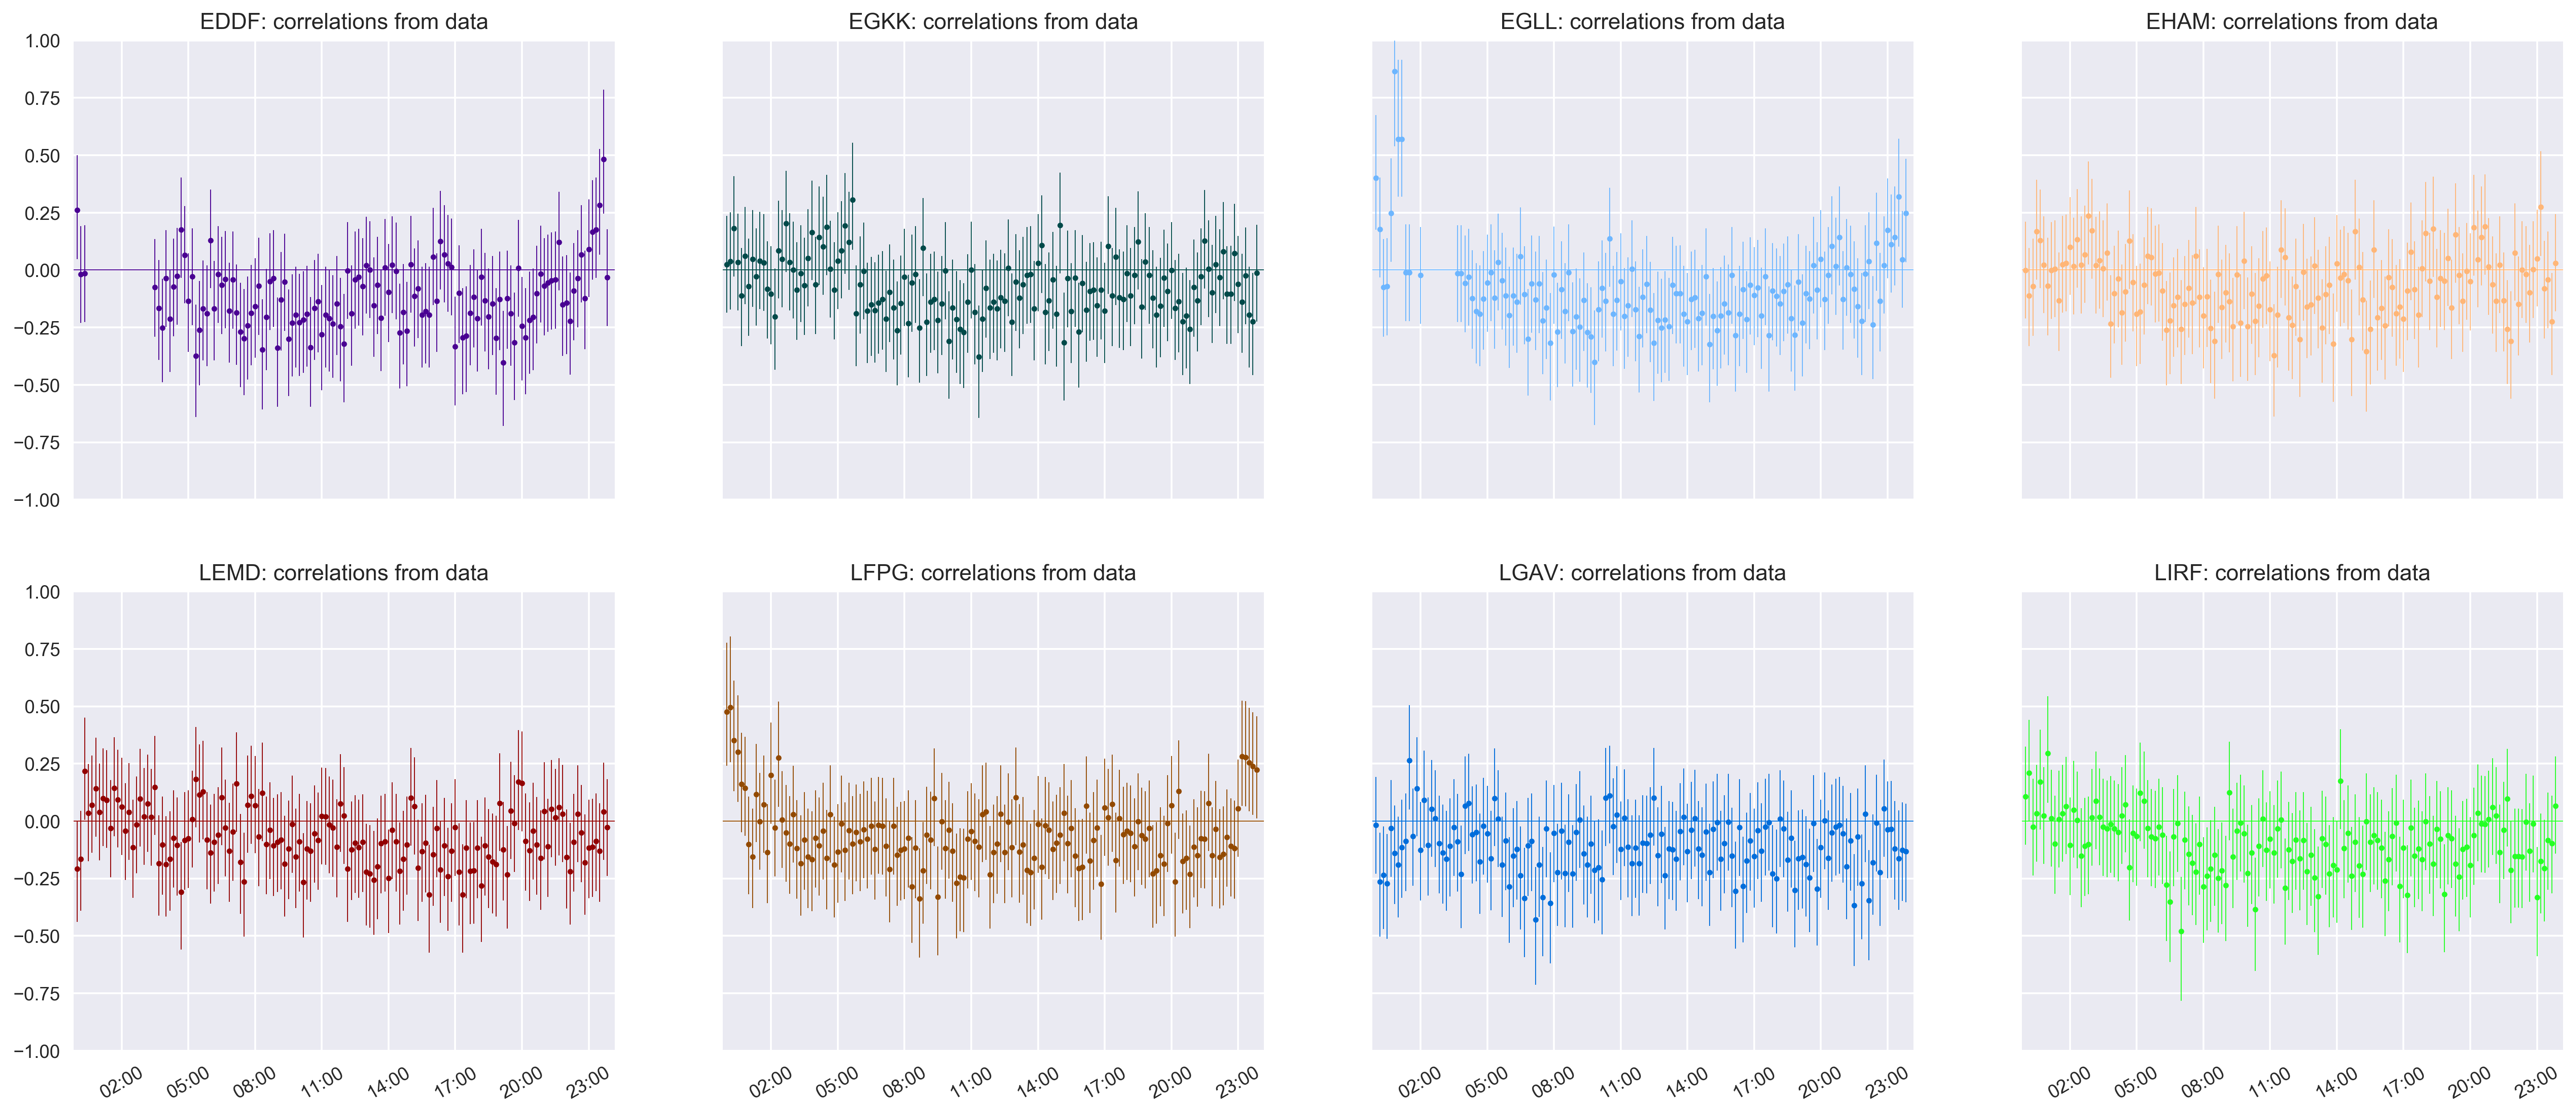 EDDF: correlations from data
EGKK: correlations from data
EGLL: correlations from data
EHAM: correlations from data
1.00
0.75
0.50
0.25
0.00
−0.25
−0.50
−0.75
−1.00
LEMD: correlations from data
LFPG: correlations from data
LGAV: correlations from data
LIRF: correlations from data
1.00
0.75
0.50
0.25
0.00
−0.25
−0.50
−0.75
−1.00
02:00 05:00 08:00 11:00 14:00 17:00 20:00 23:00
02:00 05:00 08:00 11:00 14:00 17:00 20:00 23:00
02:00 05:00 08:00 11:00 14:00 17:00 20:00 23:00
02:00 05:00 08:00 11:00 14:00 17:00 20:00 23:00